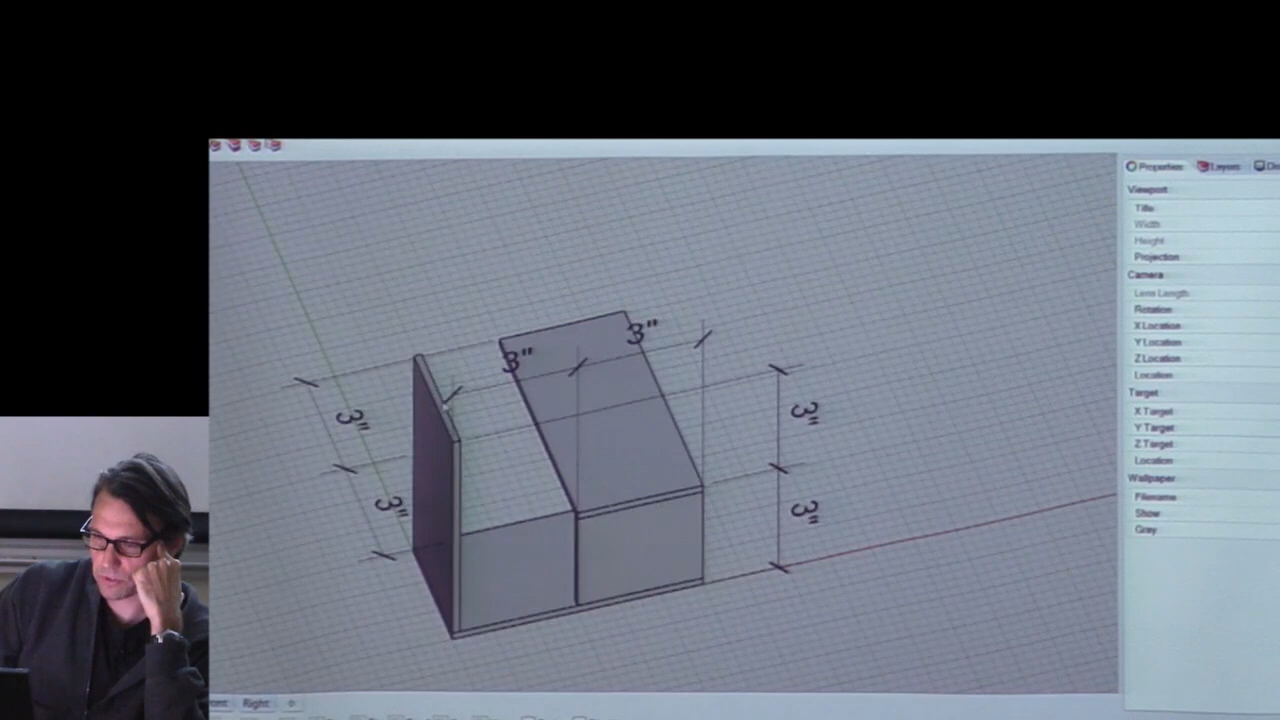 Properties Layers
Viewport
Title
Width
Height
Projection
Camera
Lens Length
Rotation
X Location
Y Location
Z Location
Location
Target
X Target
Y Target
Z Target
Location
Wallpaper
Filename
Show
Gray
3"
3"
3"
3"
3"
3"
Right